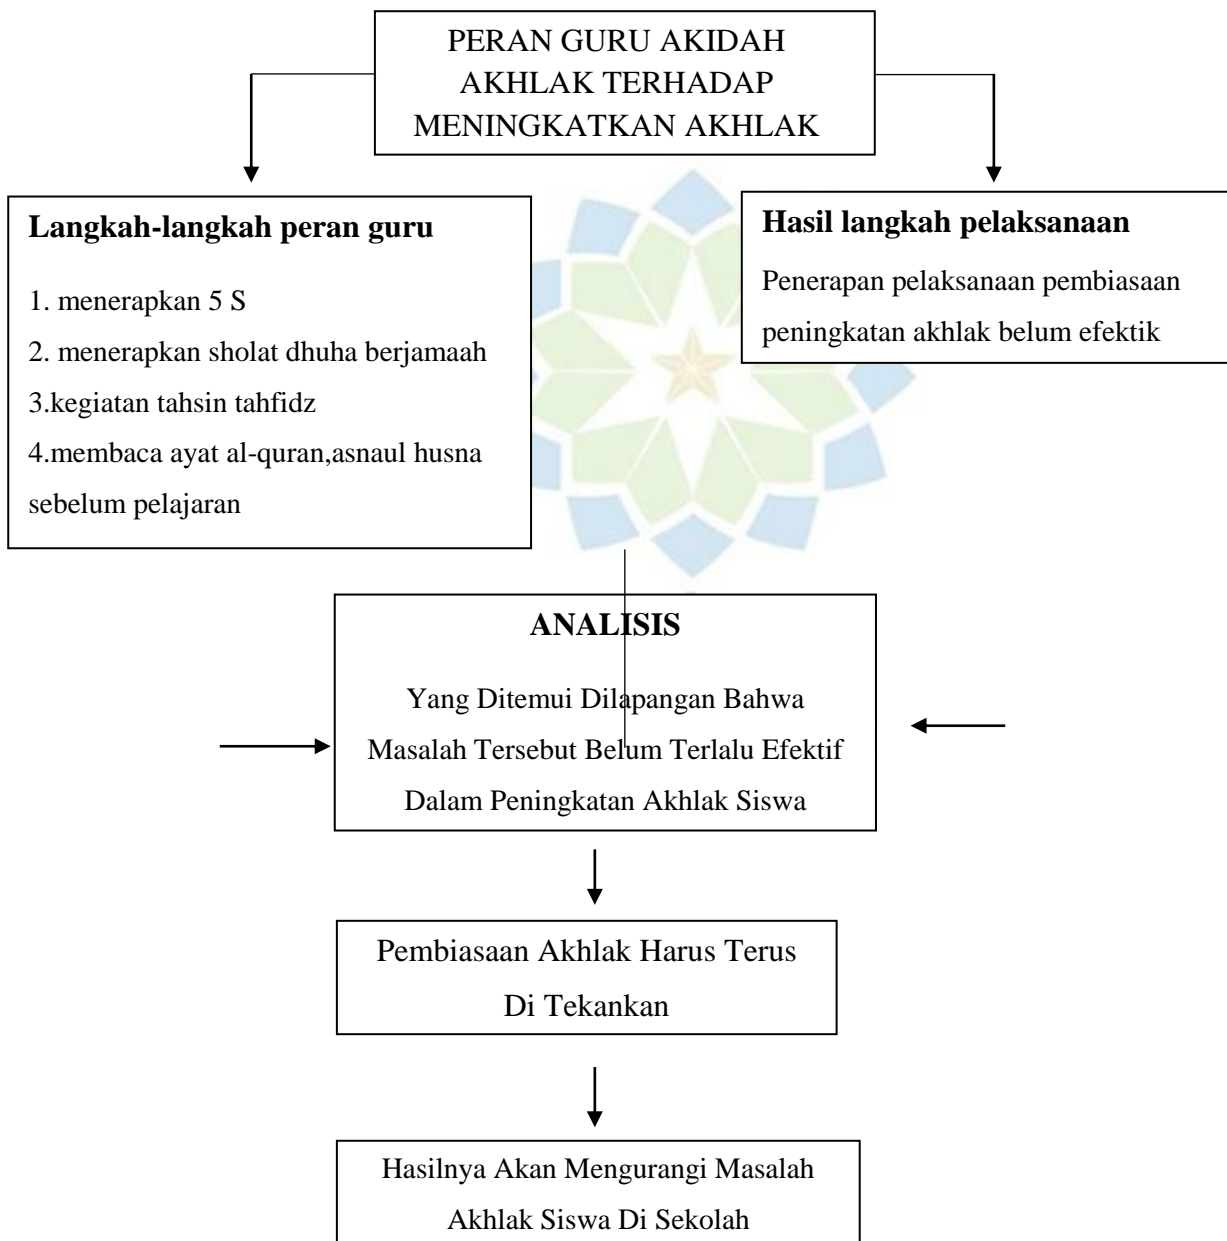 PERAN GURU AKIDAH
AKHLAK TERHADAP
MENINGKATKAN AKHLAK
Langkah-langkah peran guru
1. menerapkan 5 S
2. menerapkan sholat dhuha berjamaah
3.kegiatan tahsin tahfidz
4.membaca ayat al-quran,asnaul husna
sebelum pelajaran
Hasil langkah pelaksanaan
Penerapan pelaksanaan pembiasaan
peningkatan akhlak belum efektik
ANALISIS
Yang Ditemui Dilapangan Bahwa
Masalah Tersebut Belum Terlalu Efektif
Dalam Peningkatan Akhlak Siswa
Pembiasaan Akhlak Harus Terus
Di Tekankan
Hasilnya Akan Mengurangi Masalah
Akhlak Siswa Di Sekolah